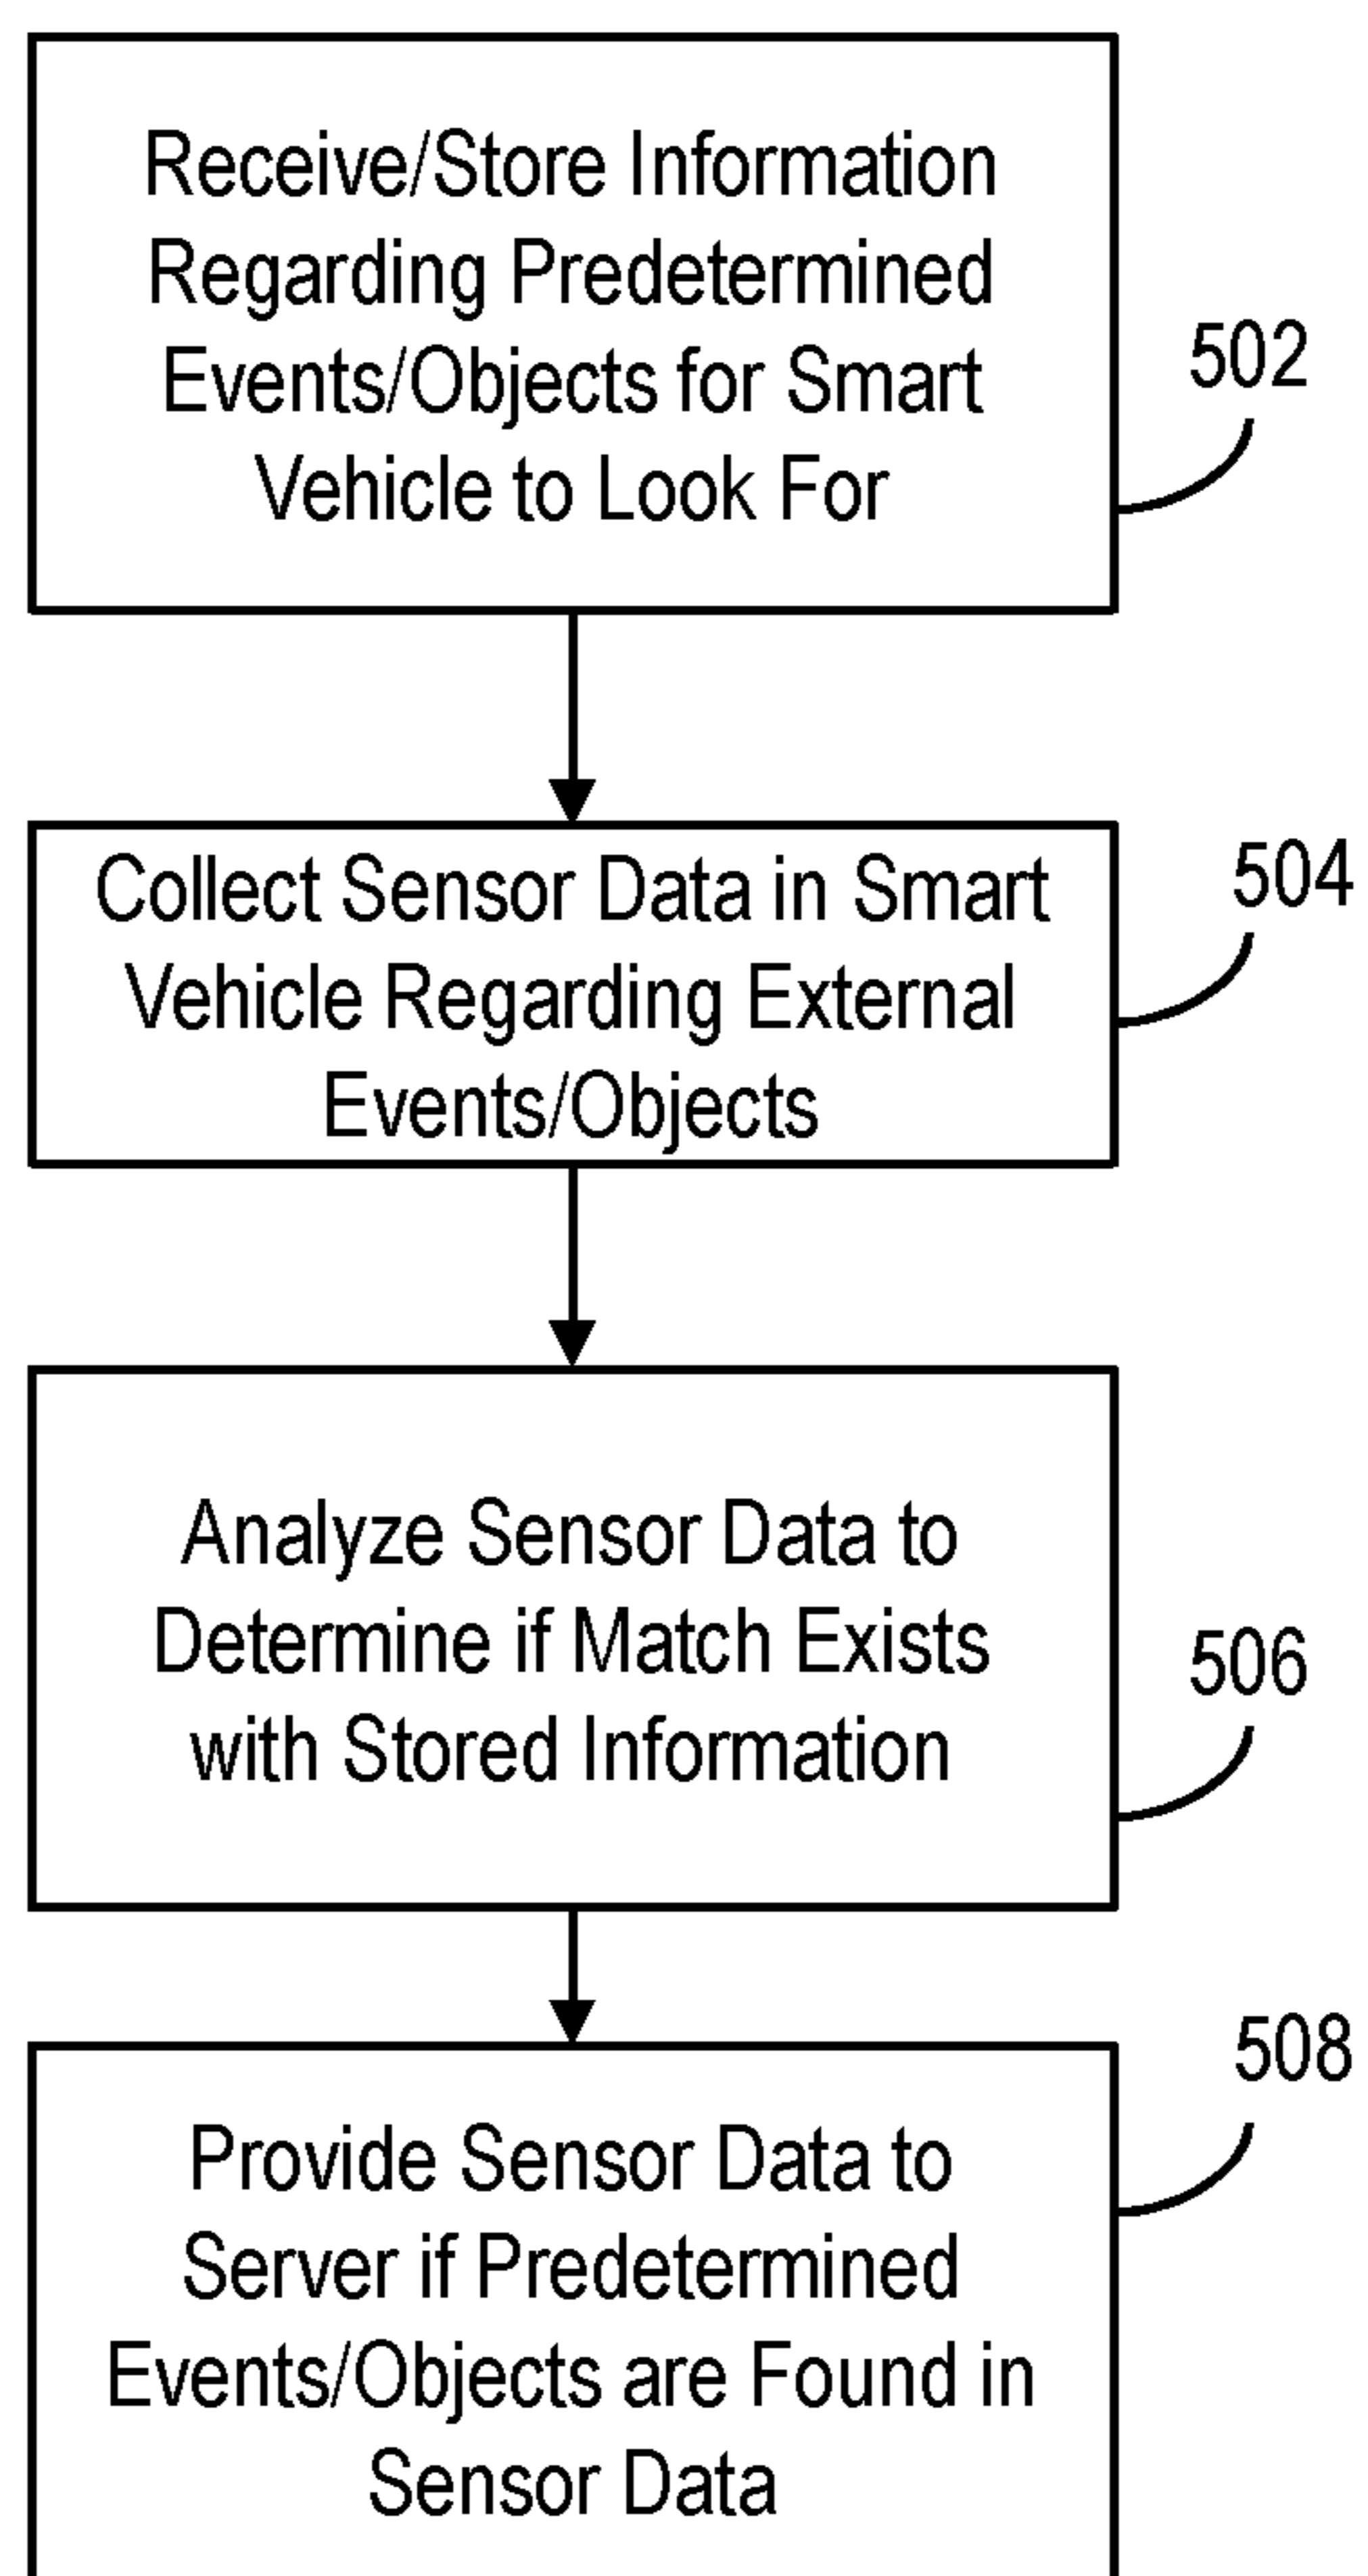 Receive/Store Information
Regarding Predetermined
Events/Objects for Smart
Vehicle to Look For
502
Collect Sensor Data in Smart
Vehicle Regarding External
Events/Objects
504
Analyze Sensor Data to
Determine if Match Exists
with Stored Information
506
Provide Sensor Data to
Server if Predetermined
Events/Objects are Found in
Sensor Data
508